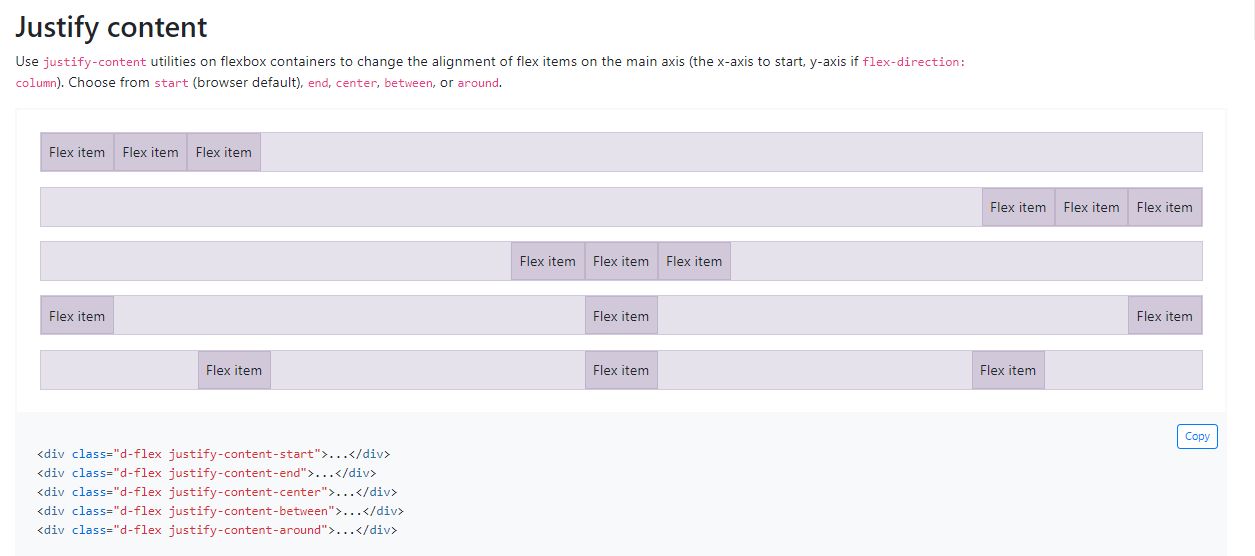 Justify content
Use justify-content utilities on flexbox containers to change the alignment of flex items on the main axis (the x-axis to start, y-axis if flex-direction:
column). Choose from start (browser default), end, center, between, or around.
Flex item Flex item Flex item
Flex item Flex item Flex item
Flex item Flex item Flex item
Flex item Flex item Flex item
Flex item Flex item Flex item
Copy
<div class="d-flex justify-content-start">...</div>
<div class="d-flex justify-content-end">...</div>
<div class="d-flex justify-content-center">...</div>
<div class="d-flex justify-content-between">...</div>
<div class="d-flex justify-content-around">...</div>